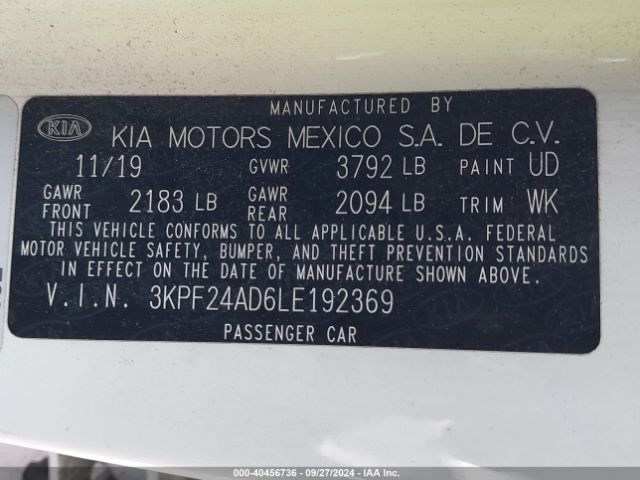 MANUFACTURED BY
KIA KIA MOTORS MEXICO S.A. DE C.V.
11/19 GVWR 3792 LB PAINT UD
GAWR FRONT 2183 LB GAWR REAR 2094 LB TRIM WK
THIS VEHICLE CONFORMS TO ALL APPLICABLE U.S.A. FEDERAL
MOTOR VEHICLE SAFETY, BUMPER, AND THEFT PREVENTION STANDARDS
IN EFFECT ON THE DATE OF MANUFACTURE SHOWN ABOVE.
V.I.N. 3KPF24AD6LE192369
PASSENGER CAR
000-40456736 - 09/27/2024 - IAA Inc.